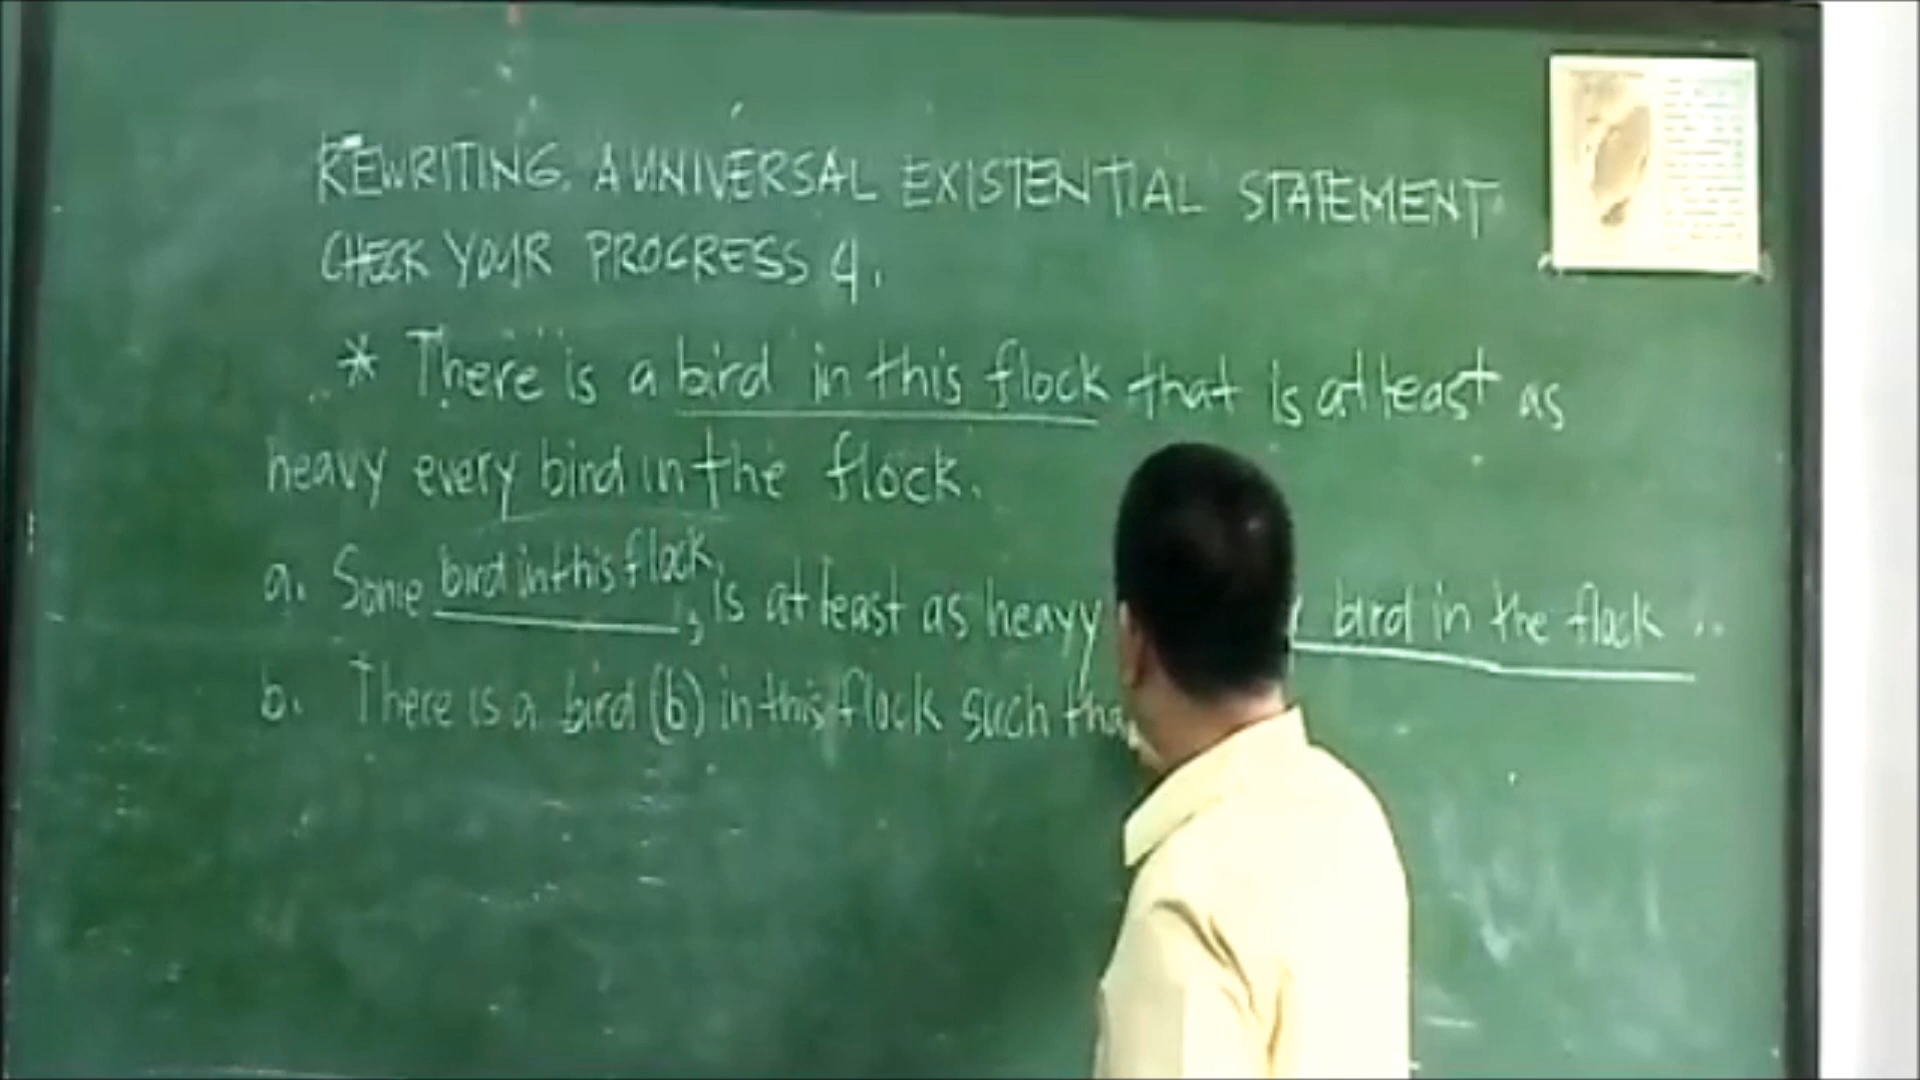 REWRITING A UNIVERSAL EXISTENTIAL STATEMENT
CHECK YOUR PROGRESS 4.
* There is a bird in this flock that is at least as
heavy every bird in the flock.
a. Some bird in this flock, is at least as heavy bird in the flock ..
b. There is a bird (b) in this flock such